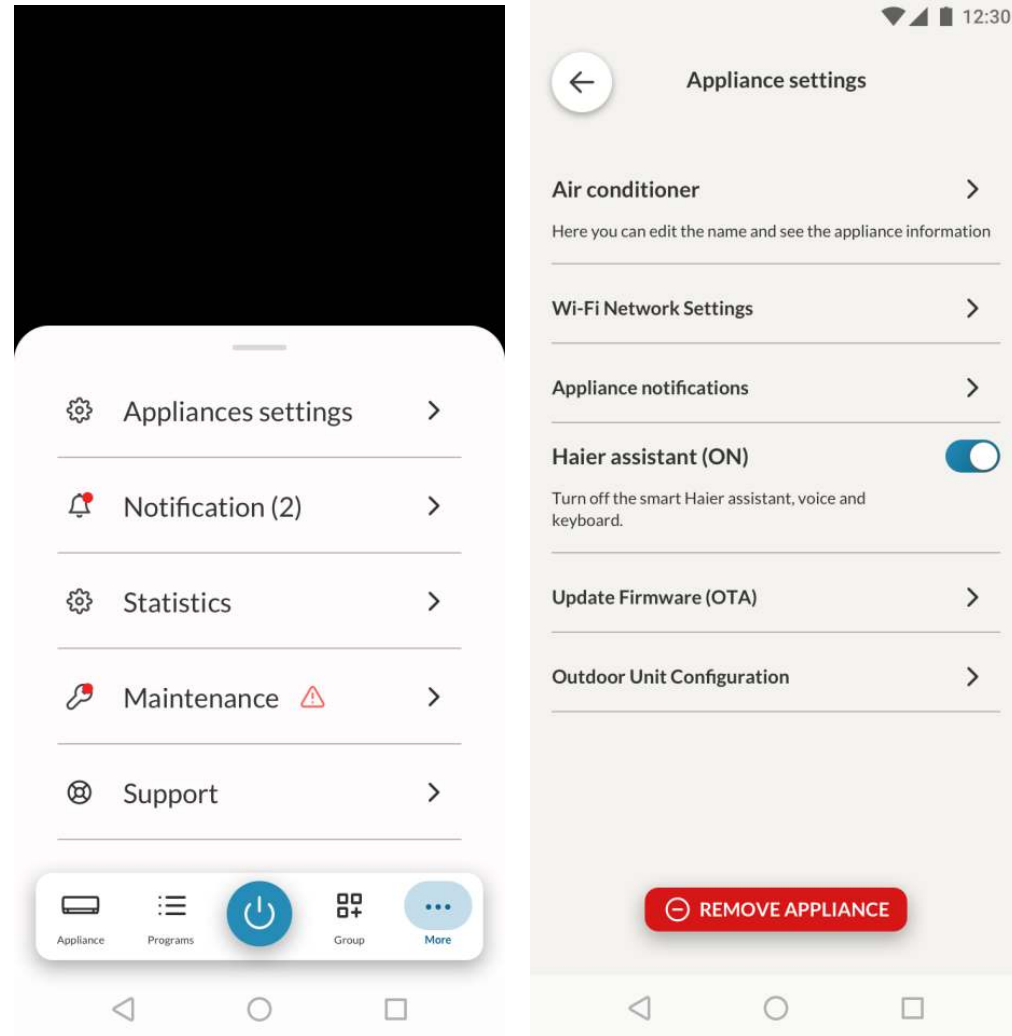 Appliances settings
Notification (2)
Statistics
Maintenance
Support
Appliance
Programs
Group
More
12:30
Appliance settings
Air conditioner
Here you can edit the name and see the appliance information
Wi-Fi Network Settings
Appliance notifications
Haier assistant (ON)
Turn off the smart Haier assistant, voice and
keyboard.
Update Firmware (OTA)
Outdoor Unit Configuration
REMOVE APPLIANCE